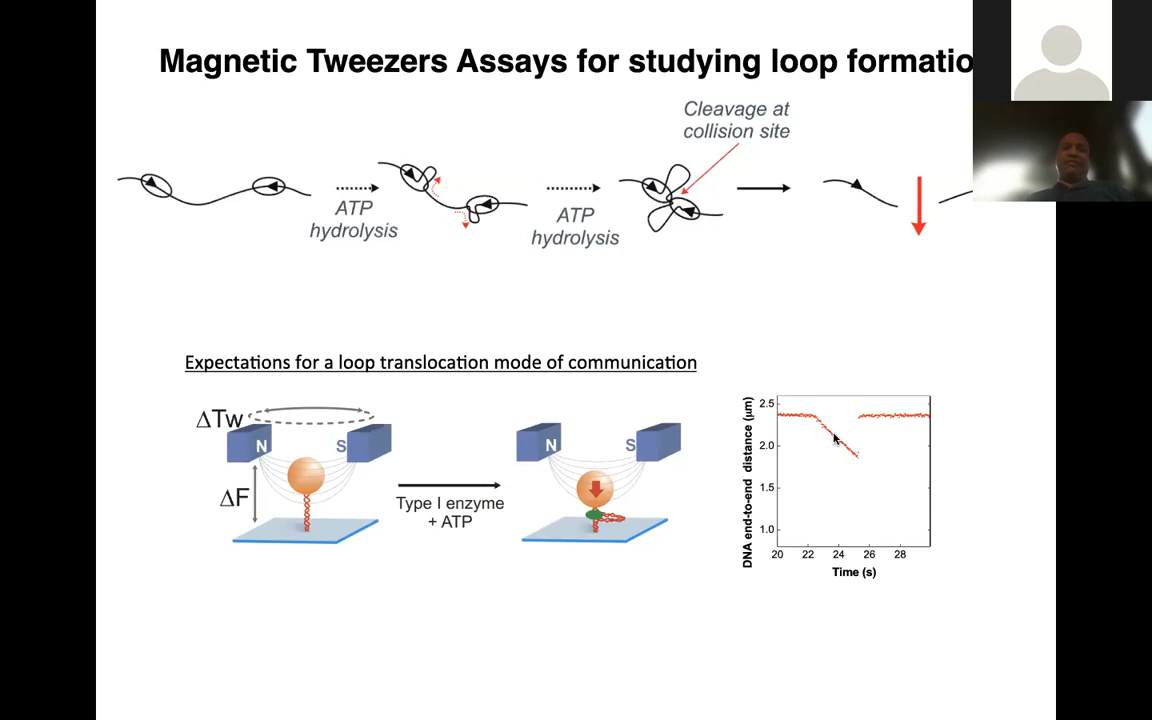 Magnetic Tweezers Assays for studying loop formatio
Cleavage at
collision site
ATP
hydrolysis
ATP
hydrolysis
Expectations for a loop translocation mode of communication
ΔTw
N
S
ΔF
Type I enzyme
+ ATP
N
S
DNA end-to-end distance (μm)
2.5
2.0
1.5
1.0
20 22 24 26 28
Time (s)